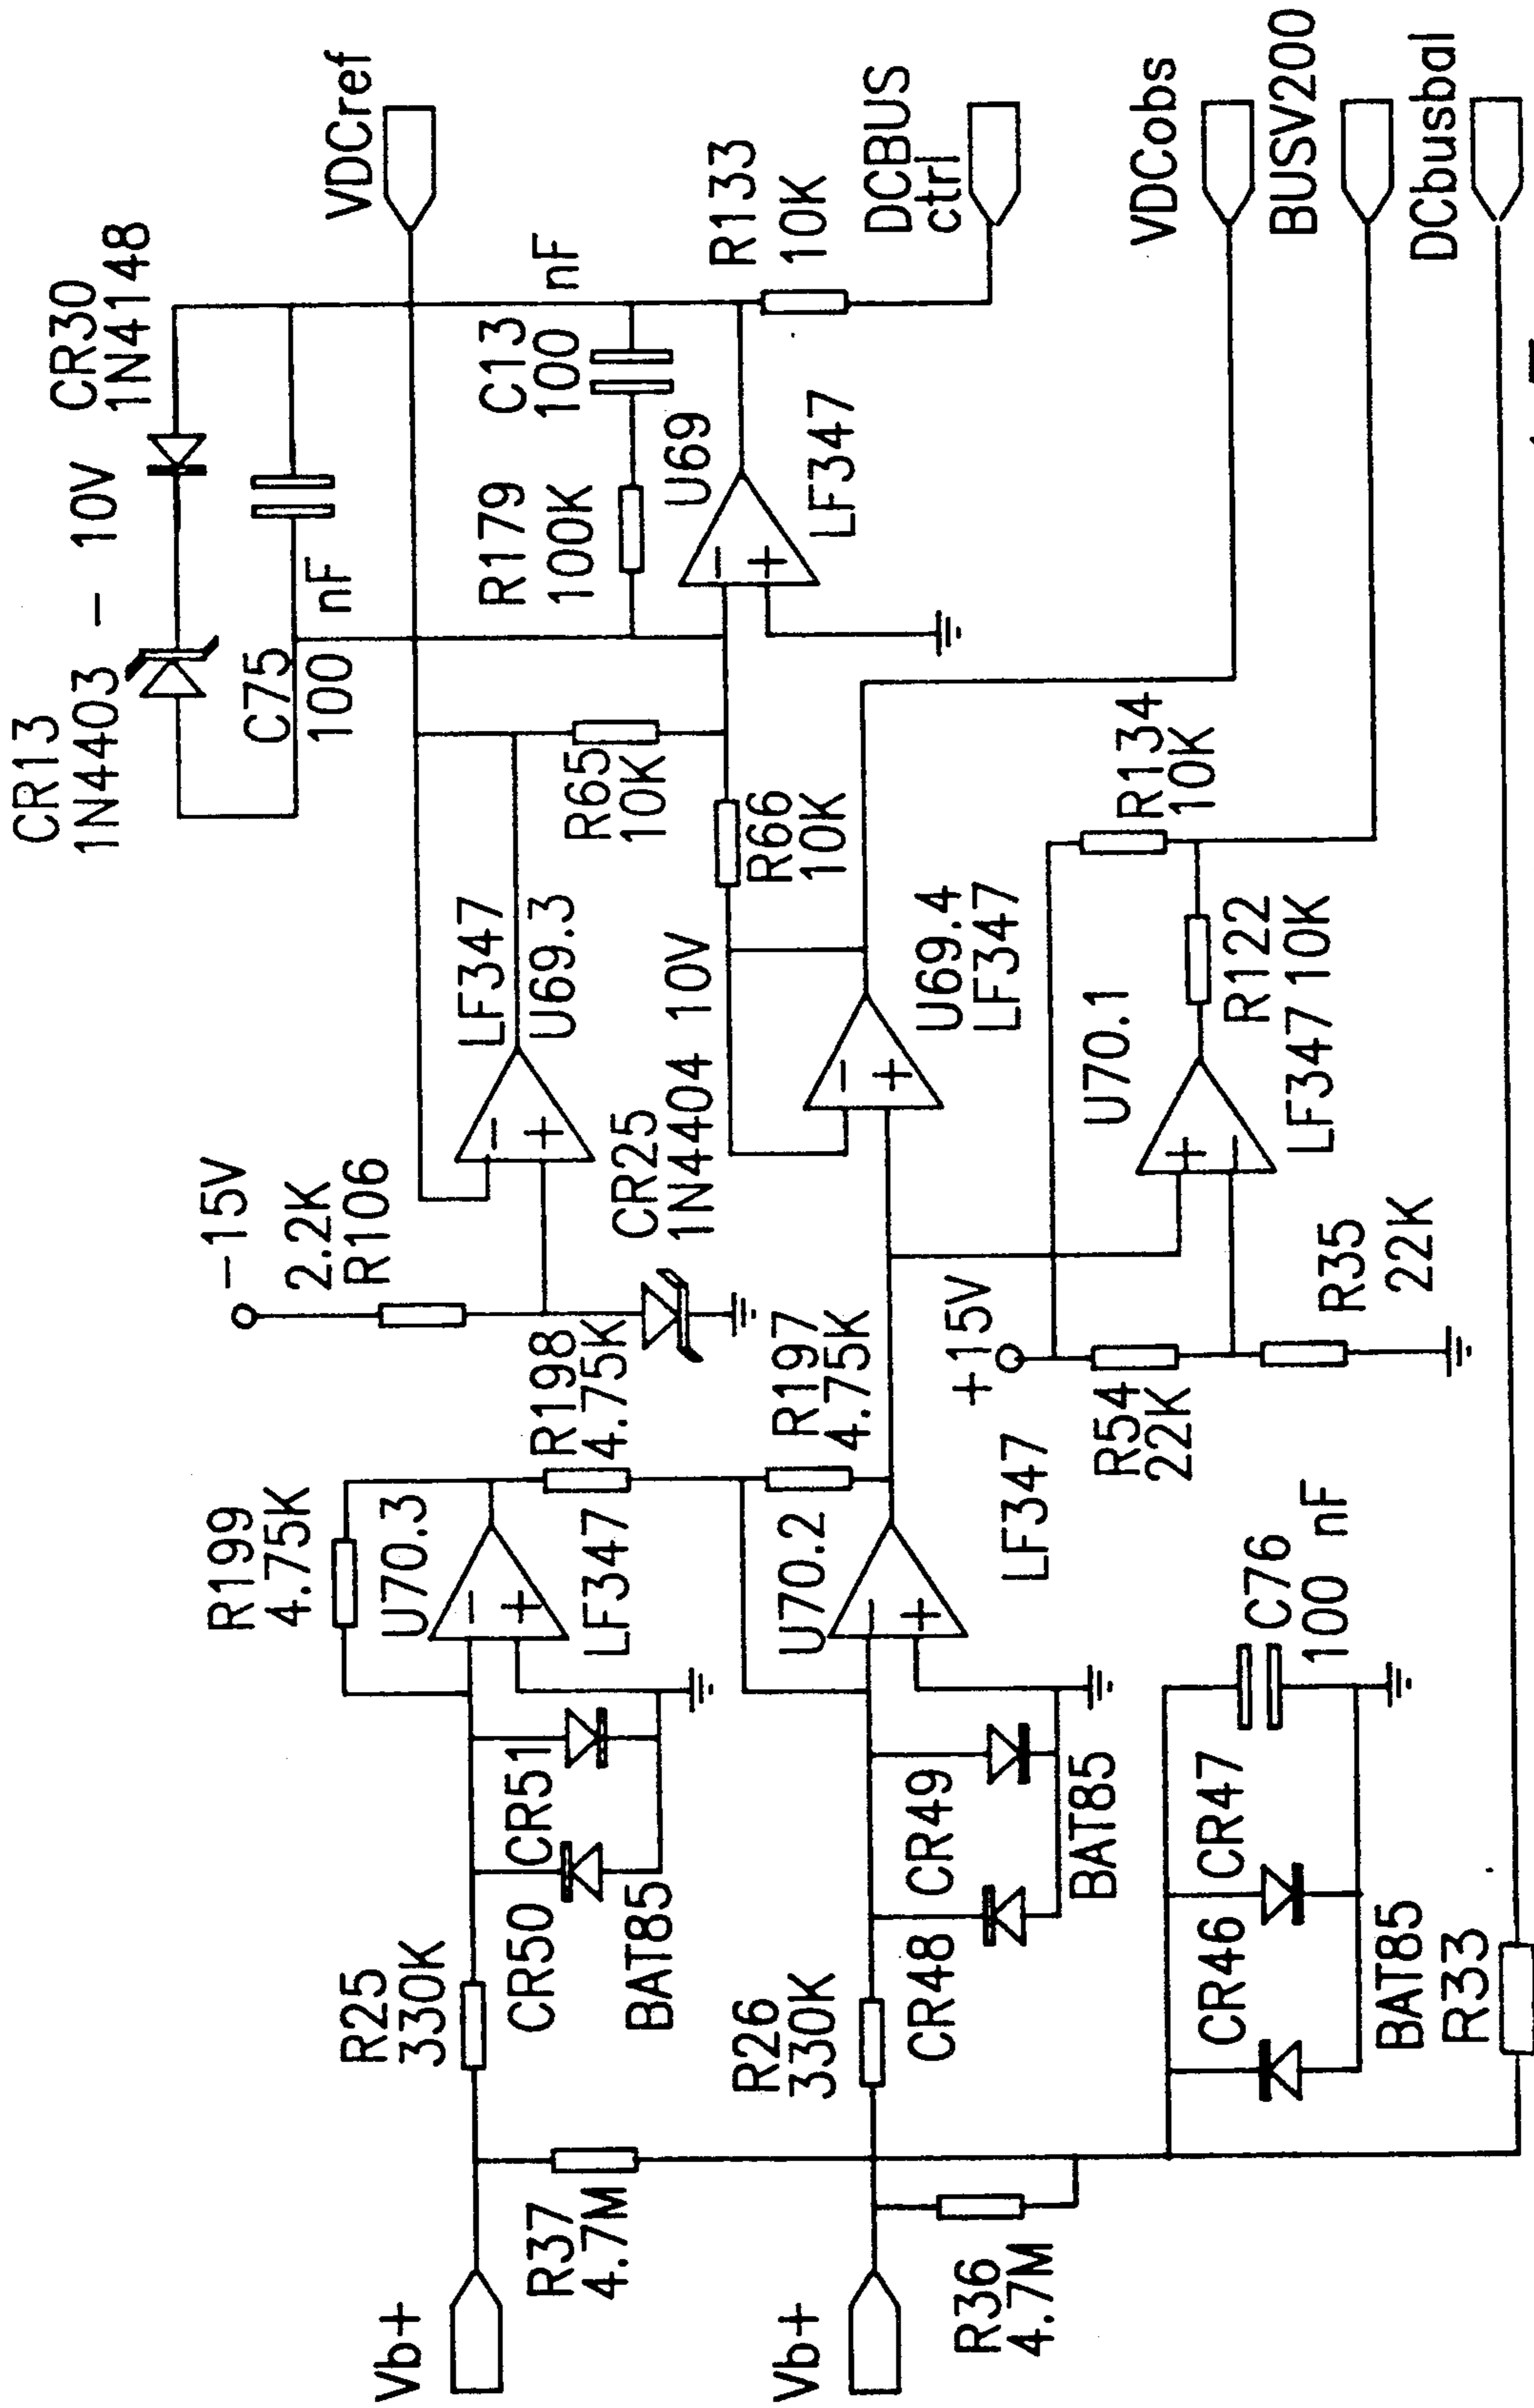 CR13
1N4403 - 10V
CR30
1N4148
C75
100 nF
VDCref
-15V
2.2K
R106
LF347
U69.3
R65
10K
R179
100K
C13
100 nF
U69
LF347
R133
10K
DCBUS
ctrl
R199
4.75K
U70.3
LF347
R198
4.75K
CR25
1N4404 10V
R66
10K
R25
330K
CR50
CR51
BAT85
Vb+
R37
4.7M
R26
330K
U70.2
LF347
R197
4.75K
U69.4
LF347
VDCobs
CR48
CR49
BAT85
Vb+
R36
4.7M
+15V
R54
22K
R35
22K
U70.1
LF347
R122
10K
R134
10K
BUSV200
CR46
CR47
BAT85
C76
100 nF
R33
DCbusbal